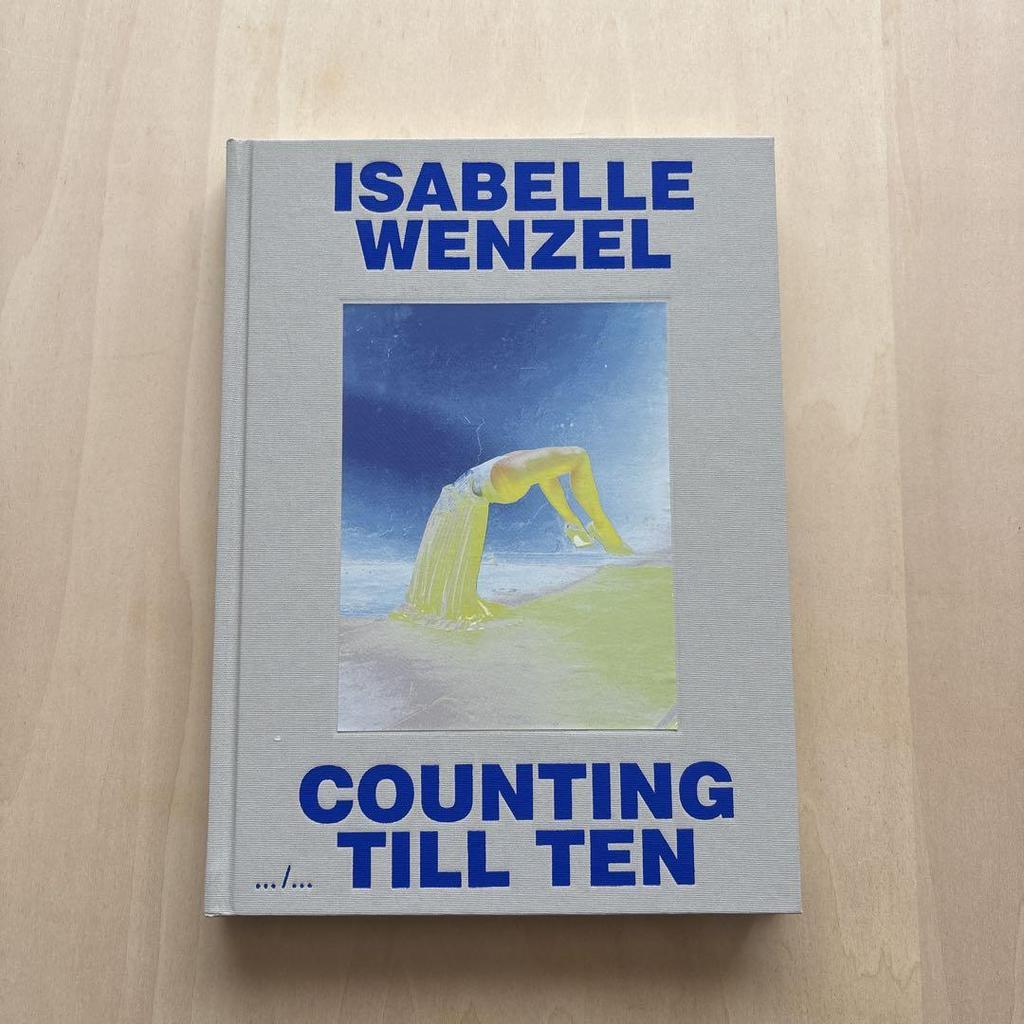 ISABELLE
WENZEL
COUNTING
TILL TEN
.../...